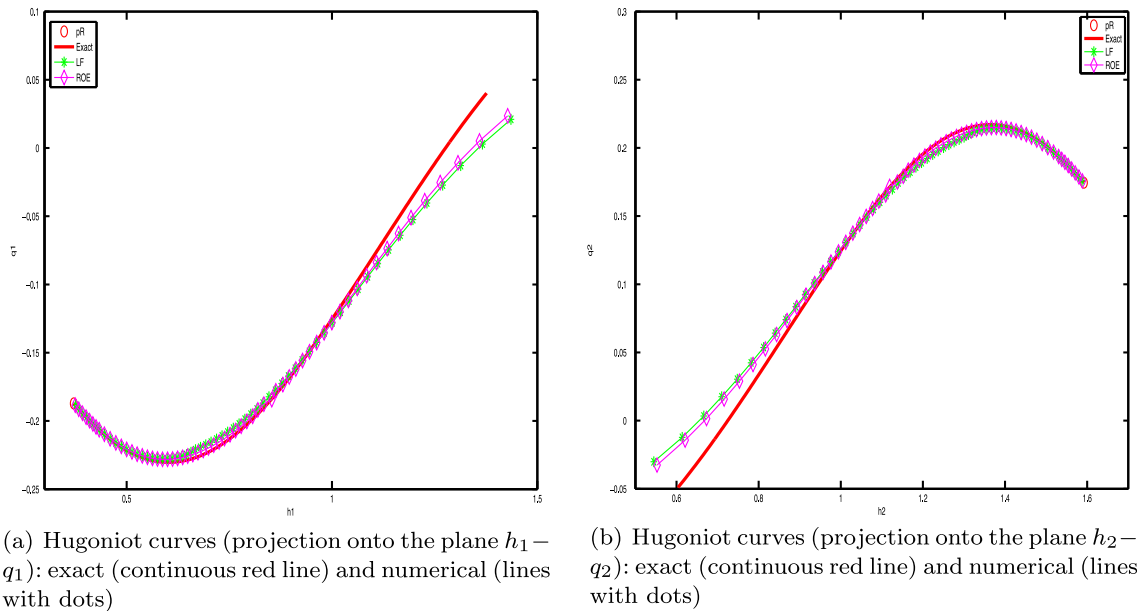 0.1
0.05
0
−0.05
−0.1
−0.15
−0.2
−0.25
q1
0.5
1
1.5
h1
pR
Exact
LF
ROE
(a) Hugoniot curves (projection onto the plane h₁−
q₁): exact (continuous red line) and numerical (lines
with dots)
0.3
0.25
0.2
0.15
0.1
0.05
0
−0.05
q2
0.6
0.8
1
1.2
1.4
1.6
h2
pR
Exact
LF
ROE
(b) Hugoniot curves (projection onto the plane h₂−
q₂): exact (continuous red line) and numerical (lines
with dots)